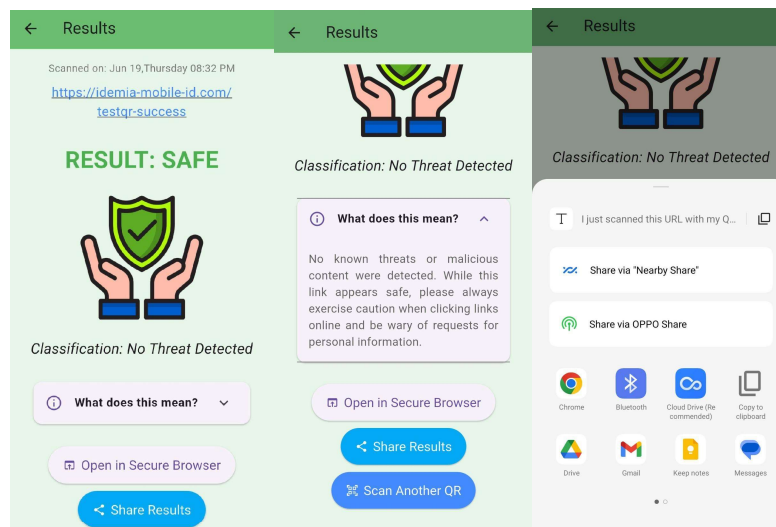 Results
Scanned on: Jun 19,Thursday 08:32 PM
https://idemia-mobile-id.com/
testqr-success
RESULT: SAFE
Classification: No Threat Detected
What does this mean?
Open in Secure Browser
Share Results
Results
Classification: No Threat Detected
What does this mean?
No known threats or malicious
content were detected. While this
link appears safe, please always
exercise caution when clicking links
online and be wary of requests for
personal information.
Open in Secure Browser
Share Results
Scan Another QR
Results
Classification: No Threat Detected
T I just scanned this URL with my Q...
Share via "Nearby Share"
Share via OPPO Share
Chrome
Bluetooth
Cloud Drive (Re
commended)
Copy to
clipboard
Drive
Gmail
Keep notes
Messages